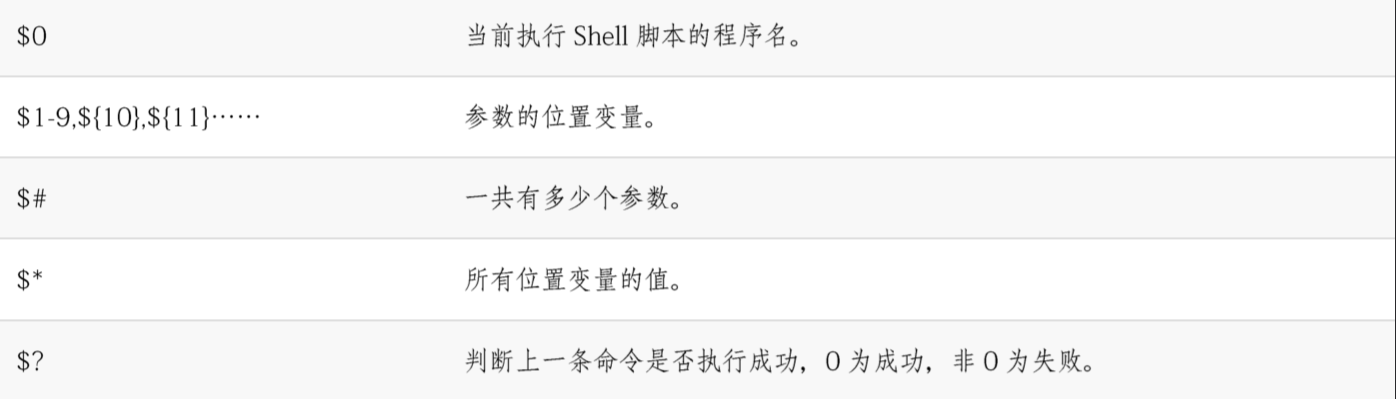 $0 当前执行 Shell 脚本的程序名。
$1-9,${10},${11}……  参数的位置变量。
$# 一共有多少个参数。
$* 所有位置变量的值。
$? 判断上一条命令是否执行成功，0 为成功，非 0 为失败。